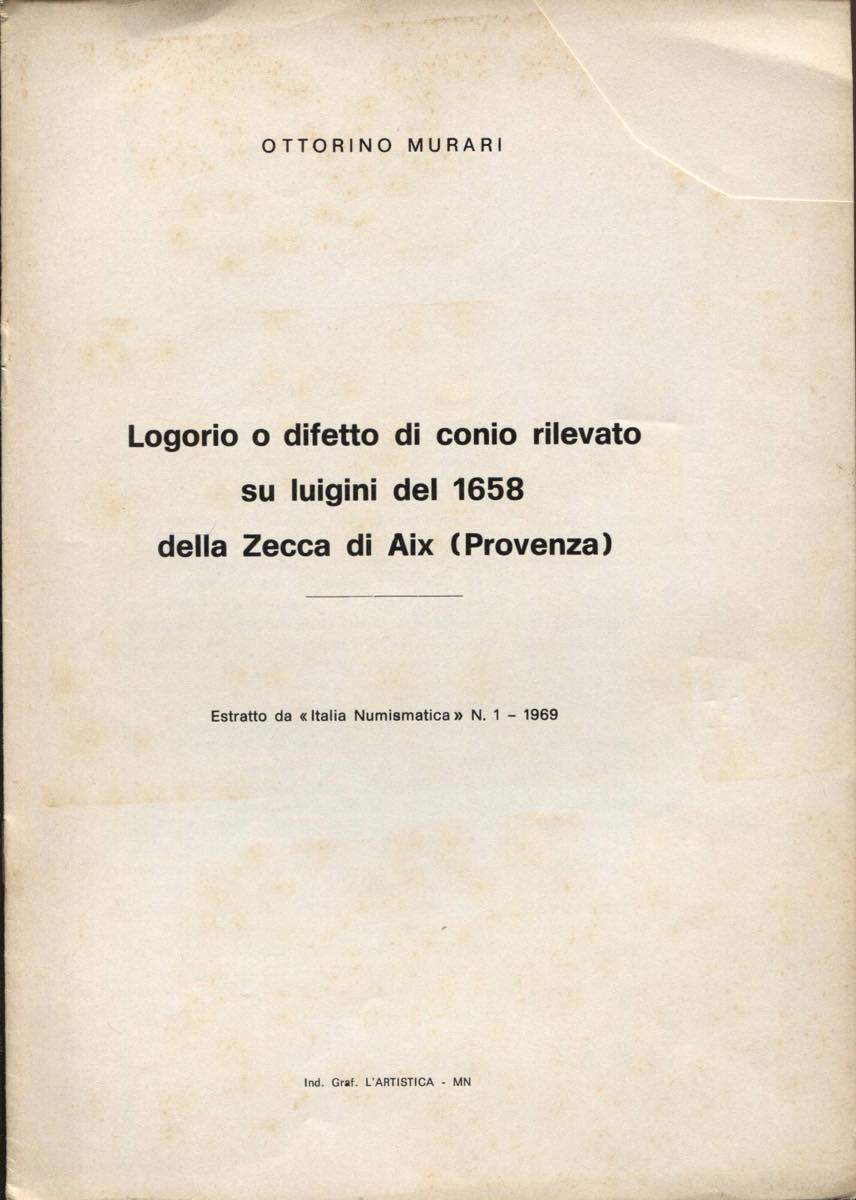 OTTORINO MURARI
Logorio o difetto di conio rilevato
su luigini del 1658
della Zecca di Aix (Provenza)
Estratto da «Italia Numismatica» N. 1 – 1969
Ind. Graf. L'ARTISTICA - MN